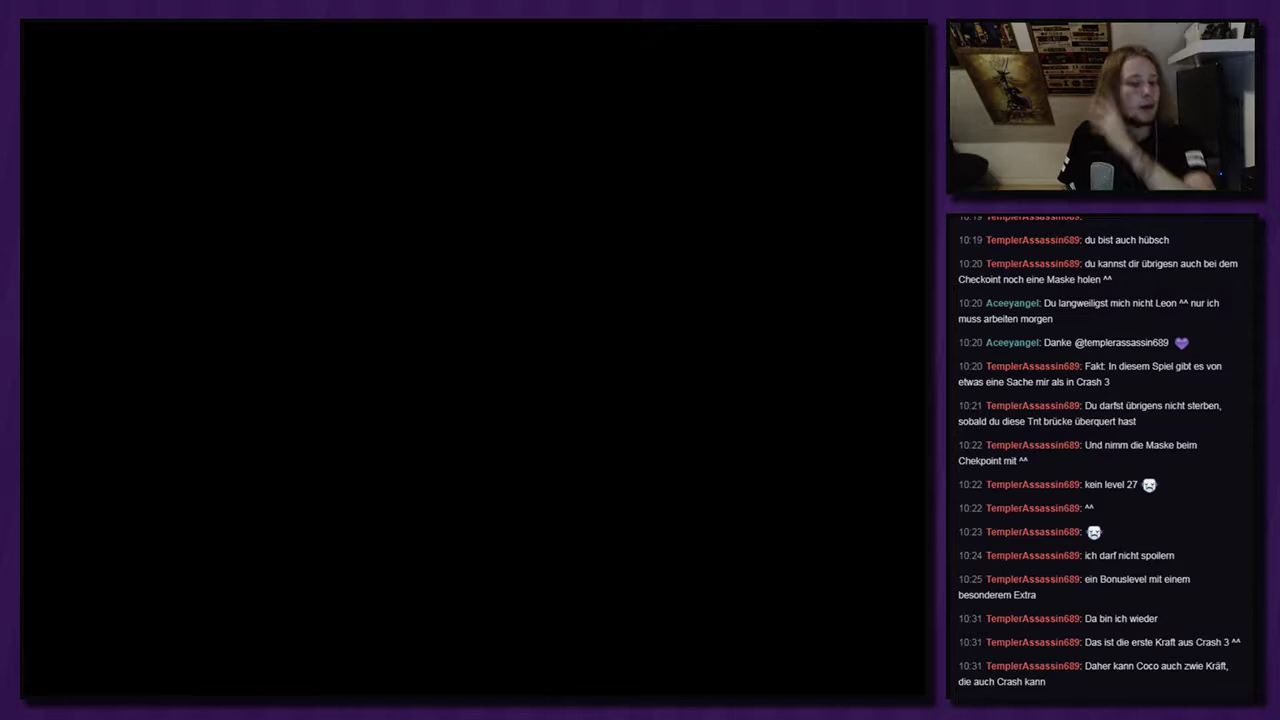 10:19 TemplerAssassin689:
10:19 TemplerAssassin689: du bist auch hübsch
10:20 TemplerAssassin689: du kannst dir übrigesn auch bei dem
Checkoint noch eine Maske holen ^^
10:20 Aceeyangel: Du langweiligst mich nicht Leon ^^ nur ich
muss arbeiten morgen
10:20 Aceeyangel: Danke @templerassassin689
10:20 TemplerAssassin689: Fakt: In diesem Spiel gibt es von
etwas eine Sache mir als in Crash 3
10:21 TemplerAssassin689: Du darfst übrigens nicht sterben,
sobald du diese Tnt brücke überquert hast
10:22 TemplerAssassin689: Und nimm die Maske beim
Chekpoint mit ^^
10:22 TemplerAssassin689: kein level 27
10:22 TemplerAssassin689: ^^
10:23 TemplerAssassin689:
10:24 TemplerAssassin689: ich darf nicht spoilern
10:25 TemplerAssassin689: ein Bonuslevel mit einem
besonderem Extra
10:31 TemplerAssassin689: Da bin ich wieder
10:31 TemplerAssassin689: Das ist die erste Kraft aus Crash 3 ^^
10:31 TemplerAssassin689: Daher kann Coco auch zwie Kräft,
die auch Crash kann